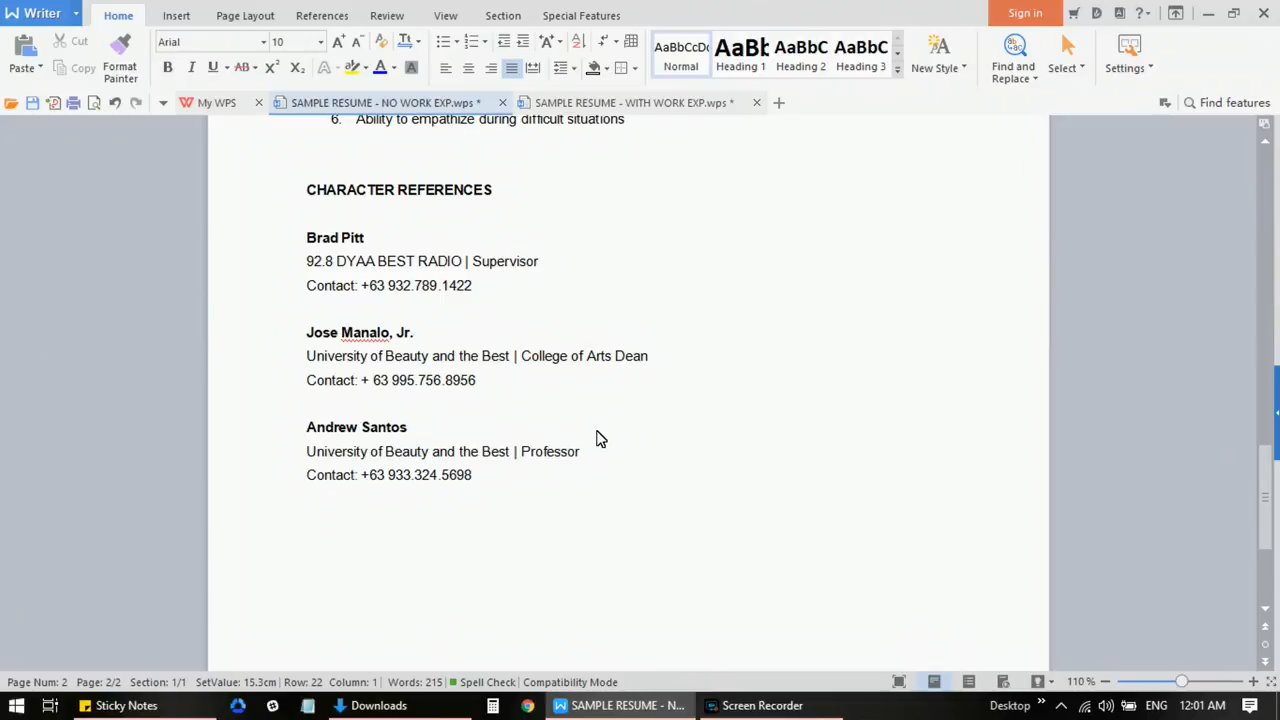 Writer
Home
Insert
Page Layout
References
Review
View
Section
Special Features
Sign in
Paste
Cut
Copy
Format
Painter
Arial
10
B I U AB X² X₂
AaBbCcDd
Normal
AaBb
Heading 1
AaBbC
Heading 2
AaBbC
Heading 3
New Style
Find and
Replace
Select
Settings
My WPS
SAMPLE RESUME - NO WORK EXP.wps *
SAMPLE RESUME - WITH WORK EXP.wps *
Find features
6. Ability to empathize during difficult situations
CHARACTER REFERENCES
Brad Pitt
92.8 DYAA BEST RADIO | Supervisor
Contact: +63 932.789.1422
Jose Manalo, Jr.
University of Beauty and the Best | College of Arts Dean
Contact: + 63 995.756.8956
Andrew Santos
University of Beauty and the Best | Professor
Contact: +63 933.324.5698
Page Num: 2 Page: 2/2 Section: 1/1 SetValue: 15.3cm Row: 22 Column: 1 Words: 215 Spell Check Compatibility Mode
110 %
Sticky Notes
Downloads
SAMPLE RESUME - N...
Screen Recorder
Desktop
ENG
12:01 AM